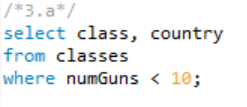 /*3.a*/
select class, country
from classes
where numGuns < 10;